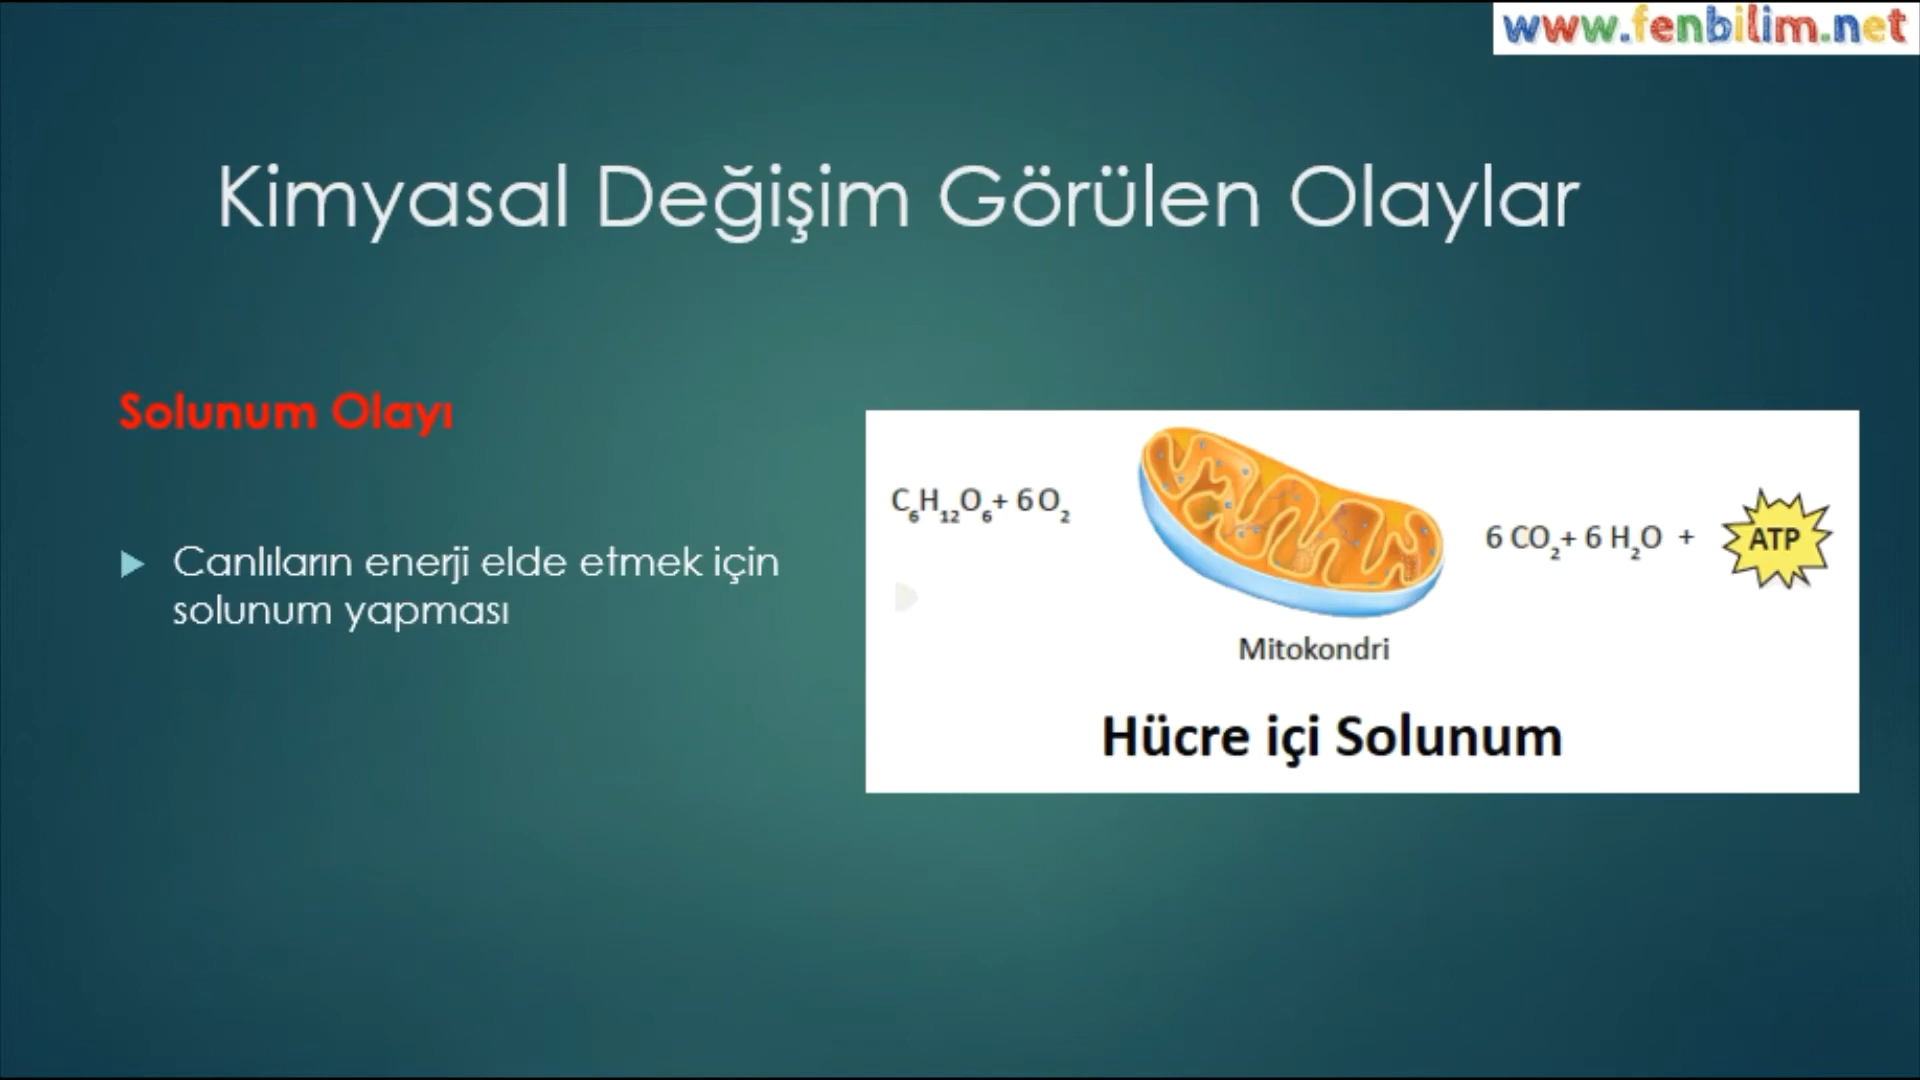 www.fenbilim.net
Kimyasal Değişim Görülen Olaylar
Solunum Olayı
Canlıların enerji elde etmek için
solunum yapması
C₆H₁₂O₆+ 6O₂
6 CO₂+ 6 H₂O + ATP
Mitokondri
Hücre içi Solunum